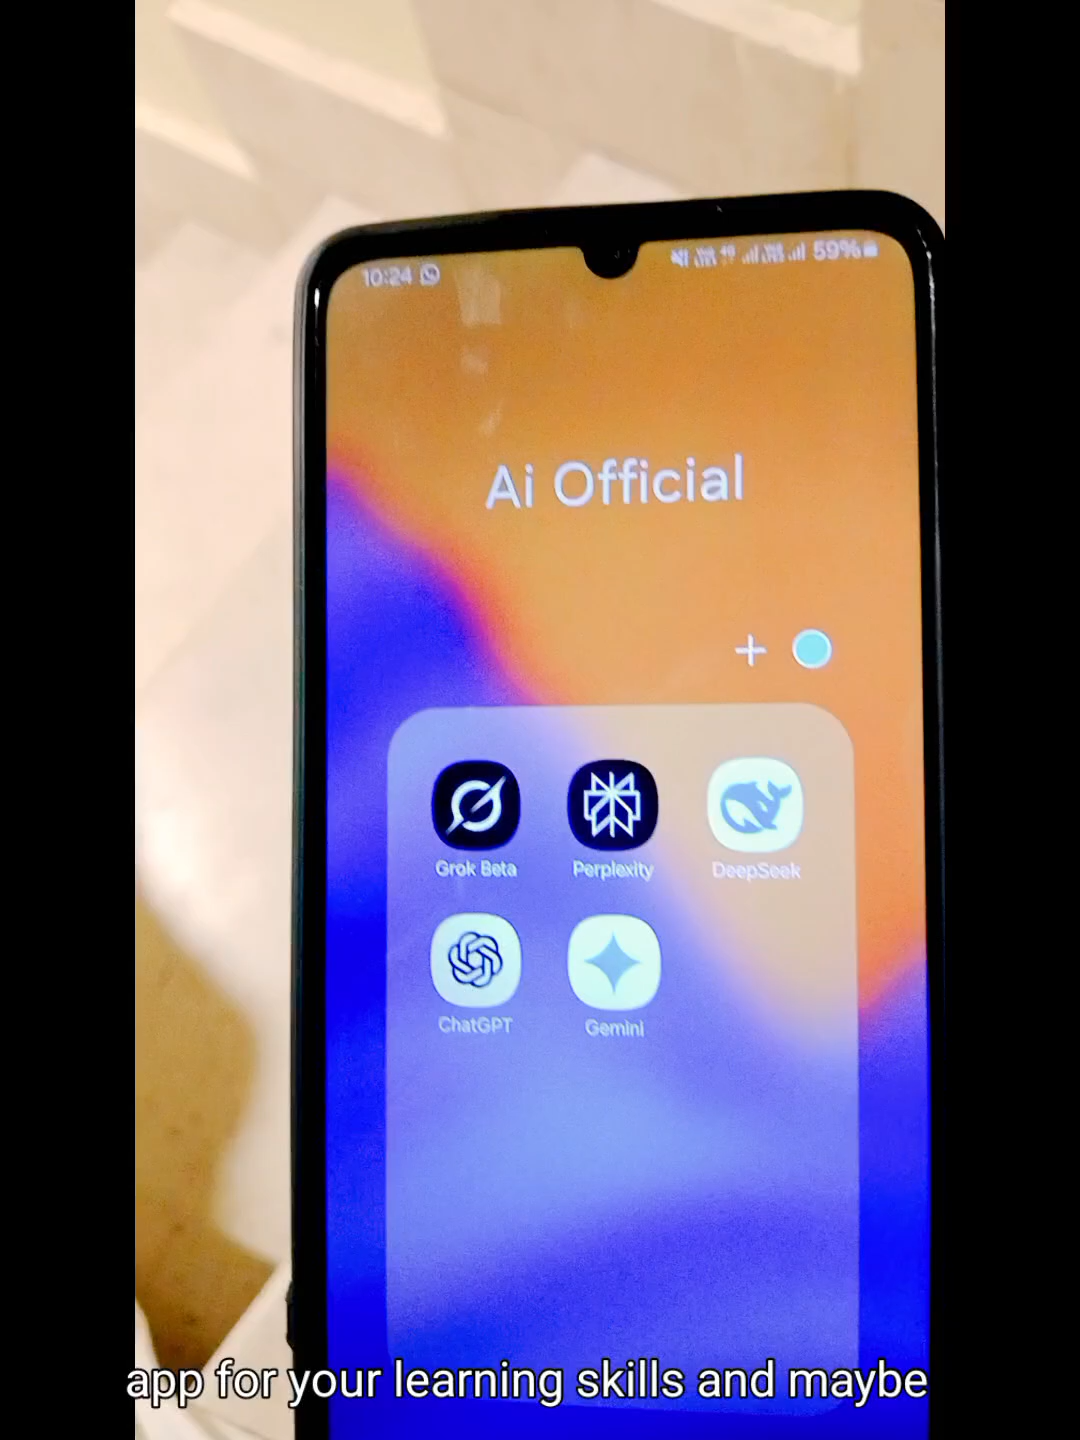 10:24
59%
Ai Official
+
Grok Beta
Perplexity
DeepSeek
ChatGPT
Gemini
app for your learning skills and maybe